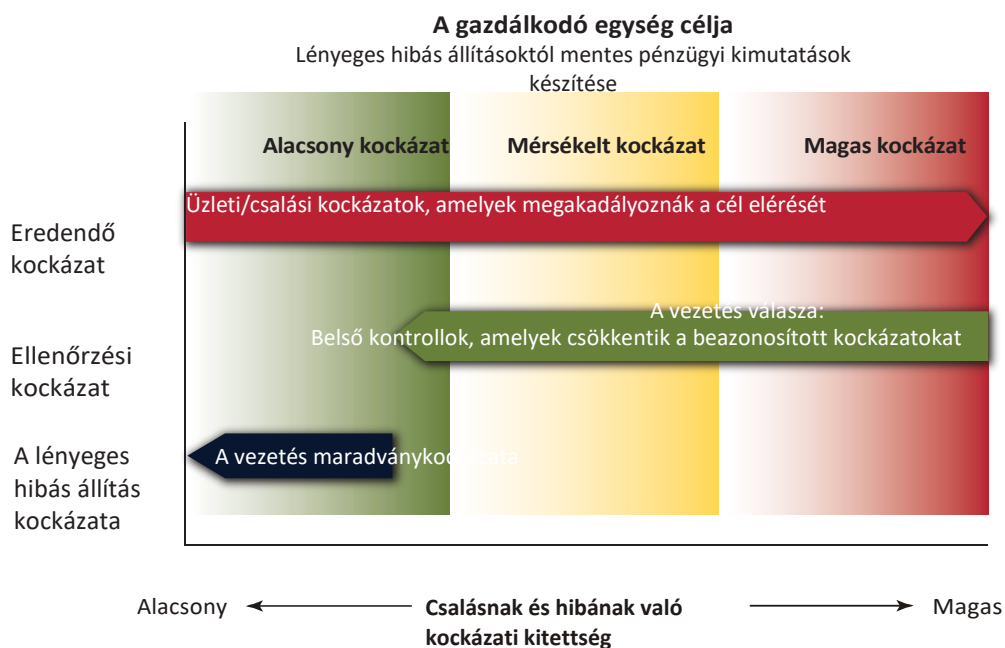 A gazdálkodó egység célja
Lényeges hibás állításoktól mentes pénzügyi kimutatások
készítése
Alacsony kockázat
Mérsékelt kockázat
Magas kockázat
Eredendő
kockázat
Üzleti/csalási kockázatok, amelyek megakadályoznák a cél elérését
Ellenőrzési
kockázat
A vezetés válasza:
Belső kontrollok, amelyek csökkentik a beazonosított kockázatokat
A lényeges
hibás állítás
kockázata
A vezetés maradványkockázata
Alacsony
Csalásnak és hibának való
kockázati kitettség
Magas